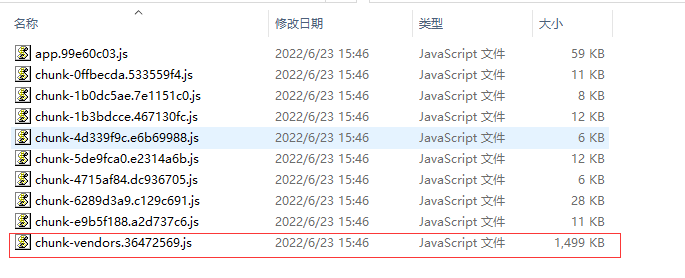 名称 修改日期 类型 大小
app.99e60c03.js 2022/6/23 15:46 JavaScript 文件 59 KB
chunk-0ffbecda.533559f4.js 2022/6/23 15:46 JavaScript 文件 11 KB
chunk-1b0dc5ae.7e1151c0.js 2022/6/23 15:46 JavaScript 文件 8 KB
chunk-1b3bdcce.467130fc.js 2022/6/23 15:46 JavaScript 文件 12 KB
chunk-4d339f9c.e6b69988.js 2022/6/23 15:46 JavaScript 文件 6 KB
chunk-5de9fca0.e2314a6b.js 2022/6/23 15:46 JavaScript 文件 12 KB
chunk-4715af84.dc936705.js 2022/6/23 15:46 JavaScript 文件 6 KB
chunk-6289d3a9.c129c691.js 2022/6/23 15:46 JavaScript 文件 28 KB
chunk-e9b5f188.a2d737c6.js 2022/6/23 15:46 JavaScript 文件 11 KB
chunk-vendors.36472569.js 2022/6/23 15:46 JavaScript 文件 1,499 KB